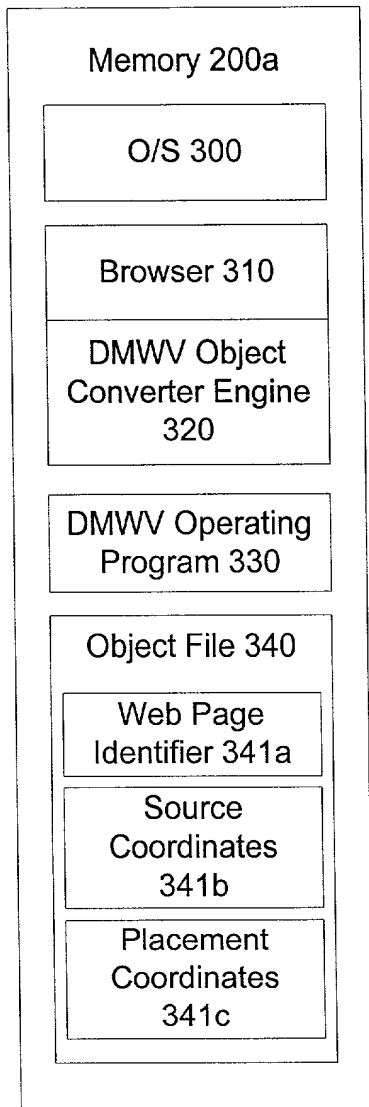 Memory 200a
O/S 300
Browser 310
DMWV Object
Converter Engine
320
DMWV Operating
Program 330
Object File 340
Web Page
Identifier 341a
Source
Coordinates
341b
Placement
Coordinates
341c